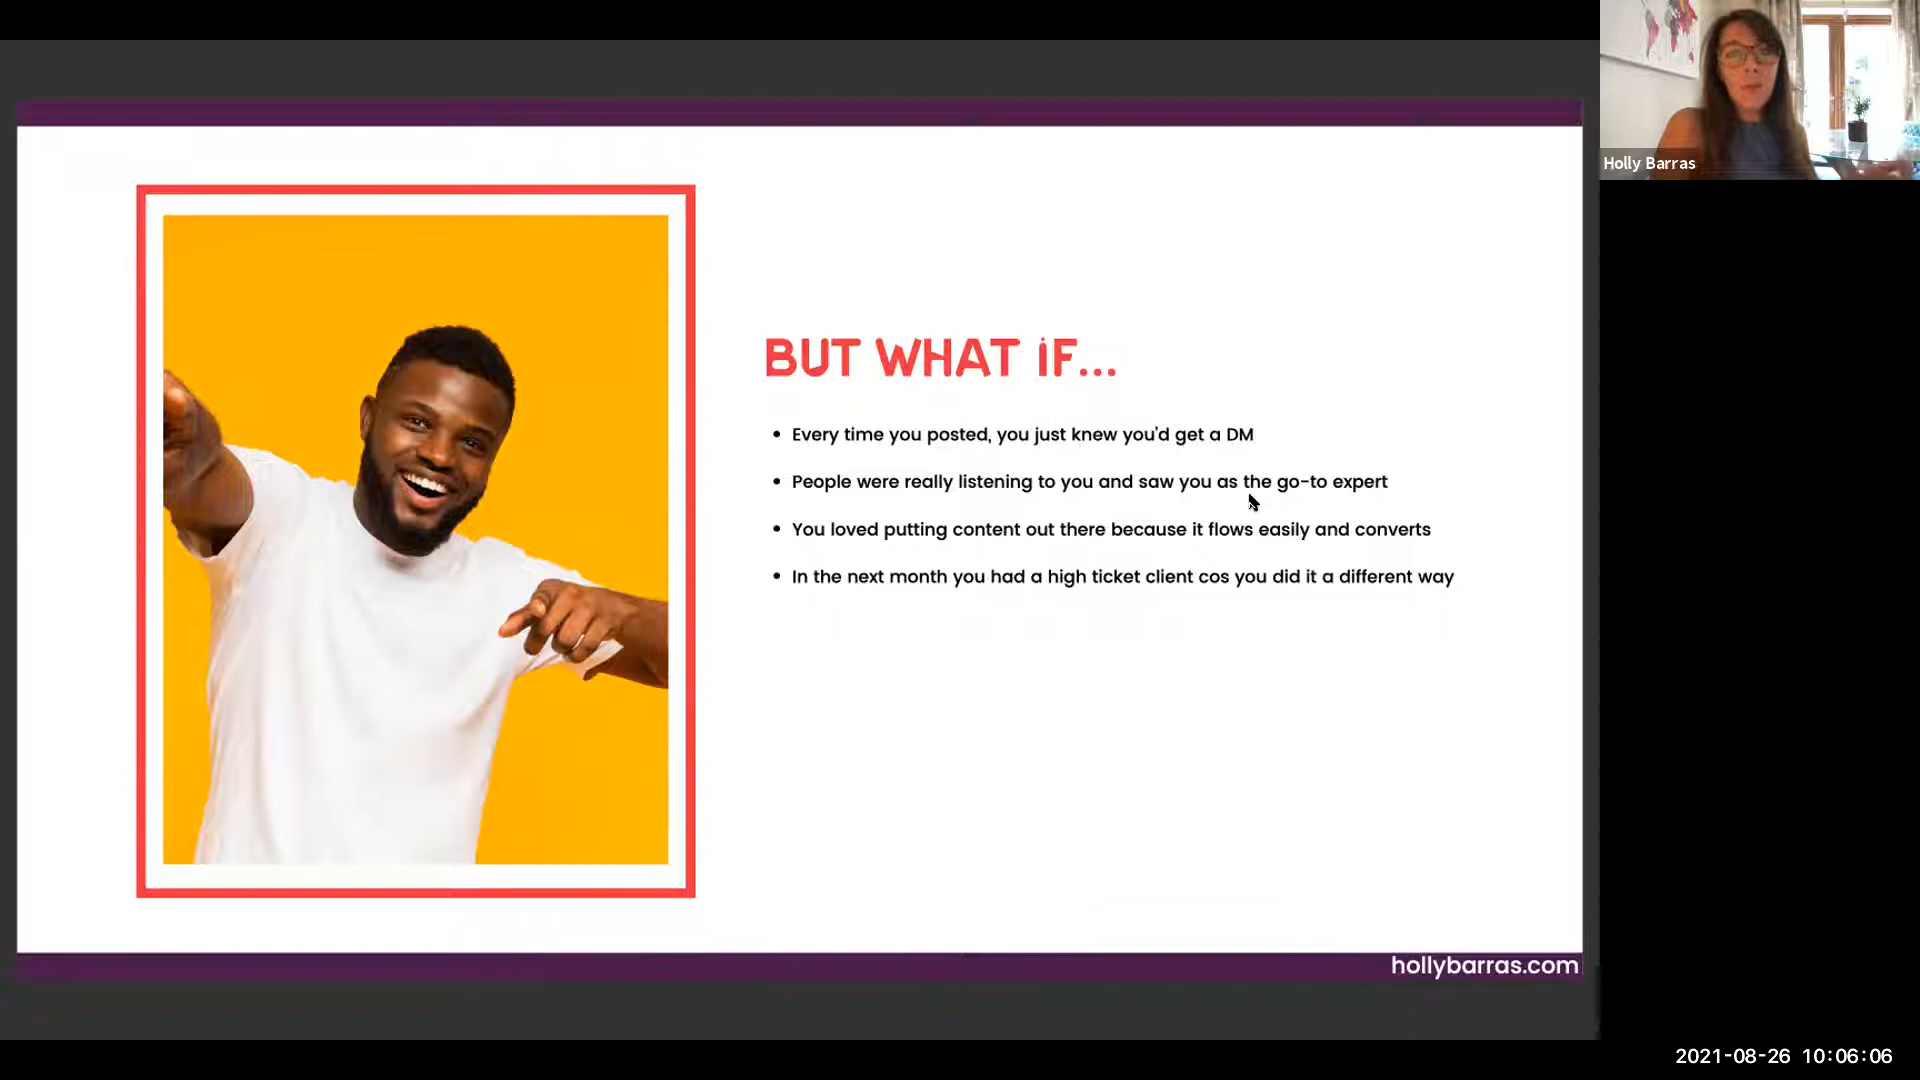 Holly Barras
BUT WHAT IF...
• Every time you posted, you just knew you'd get a DM
• People were really listening to you and saw you as the go-to expert
• You loved putting content out there because it flows easily and converts
• In the next month you had a high ticket client cos you did it a different way
hollybarras.com
2021-08-26 10:06:06